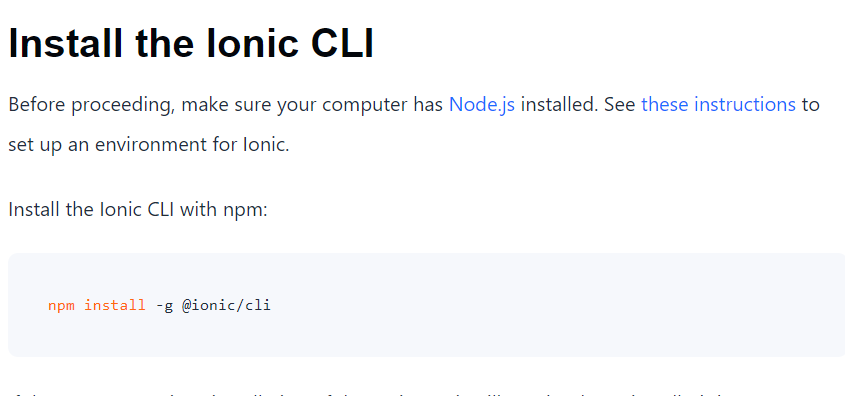 Install the Ionic CLI
Before proceeding, make sure your computer has Node.js installed. See these instructions to
set up an environment for Ionic.
Install the Ionic CLI with npm:
npm install -g @ionic/cli